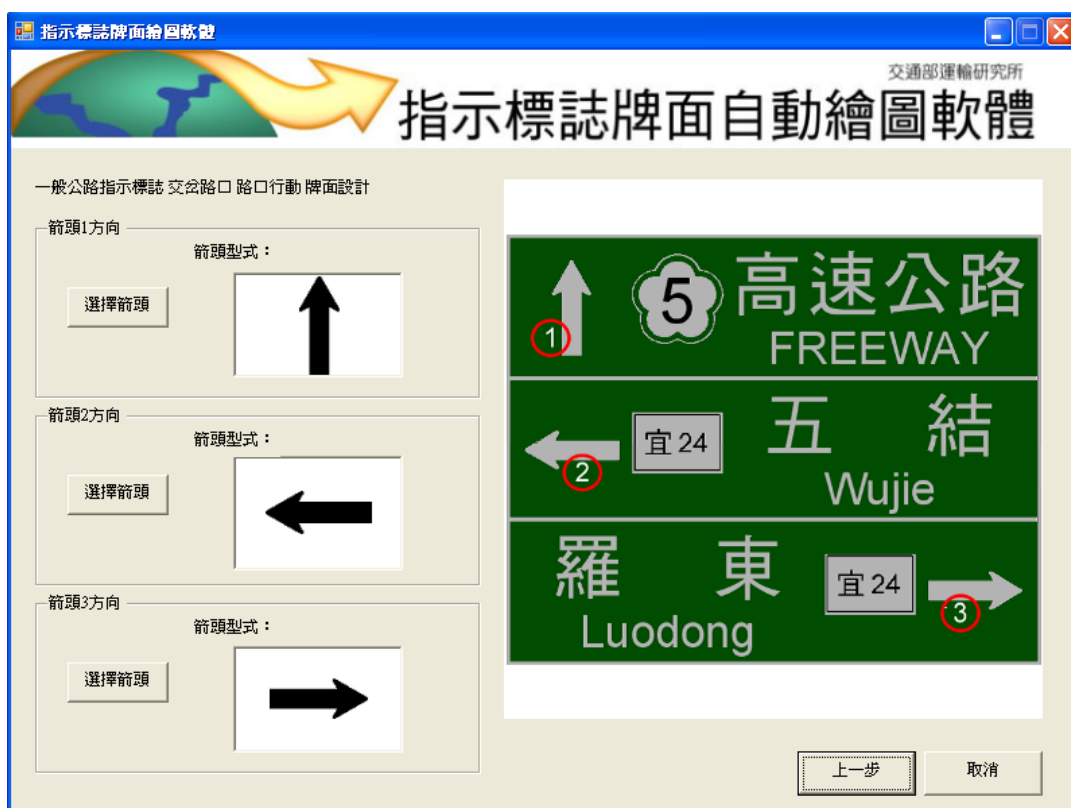 指示標誌牌面繪圖軟體
交通部運輸研究所
指示標誌牌面自動繪圖軟體
一般公路指示標誌 交岔路口 路口行動 牌面設計
箭頭1方向
箭頭型式：
選擇箭頭
箭頭2方向
箭頭型式：
選擇箭頭
箭頭3方向
箭頭型式：
選擇箭頭
1
5
高速公路
FREEWAY
2
宜24
五結
Wujie
羅東
宜24
3
Luodong
上一步
取消